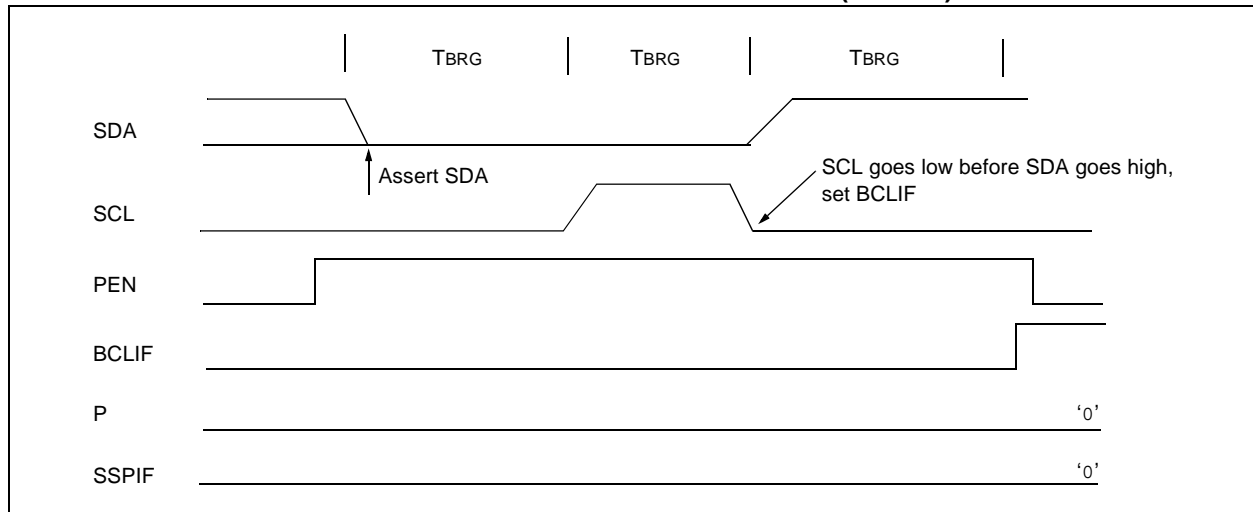 TBRG TBRG TBRG
SDA
Assert SDA
SCL goes low before SDA goes high,
set BCLIF
SCL
PEN
BCLIF
P
‘0’
SSPIF
‘0’